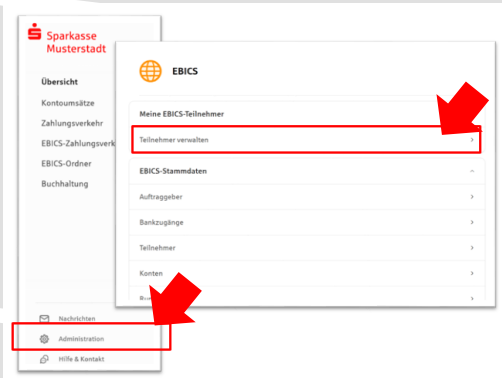 Sparkasse
Musterstadt
Übersicht
Kontoumsätze
Zahlungsverkehr
EBICS-Zahlungsverk
EBICS-Ordner
Buchhaltung
Nachrichten
Administration
Hilfe & Kontakt
EBICS
Meine EBICS-Teilnehmer
Teilnehmer verwalten
EBICS-Stammdaten
Auftraggeber
Bankzugänge
Teilnehmer
Konten